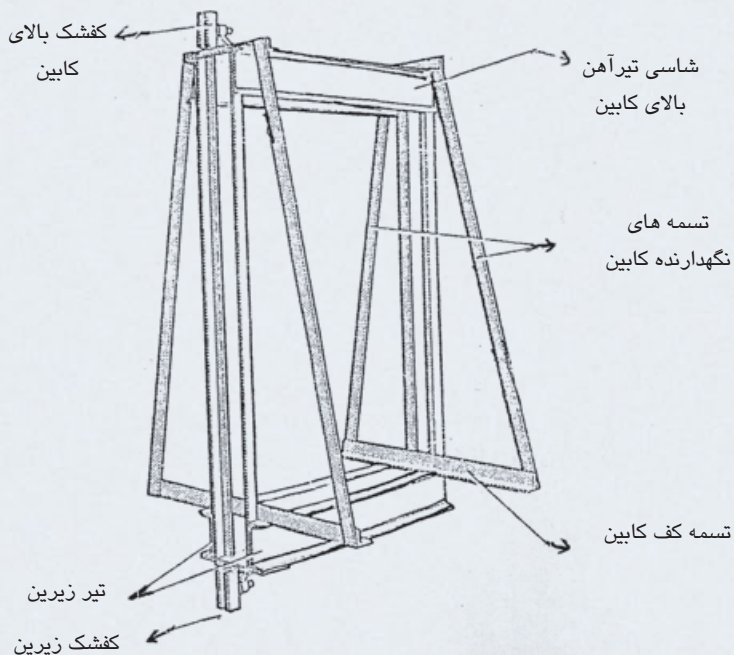 کفشک بالای
کابین
شاسی تیرآهن
بالای کابین
تسمه های
نگهدارنده کابین
تسمه کف کابین
تیر زیرین
کفشک زیرین